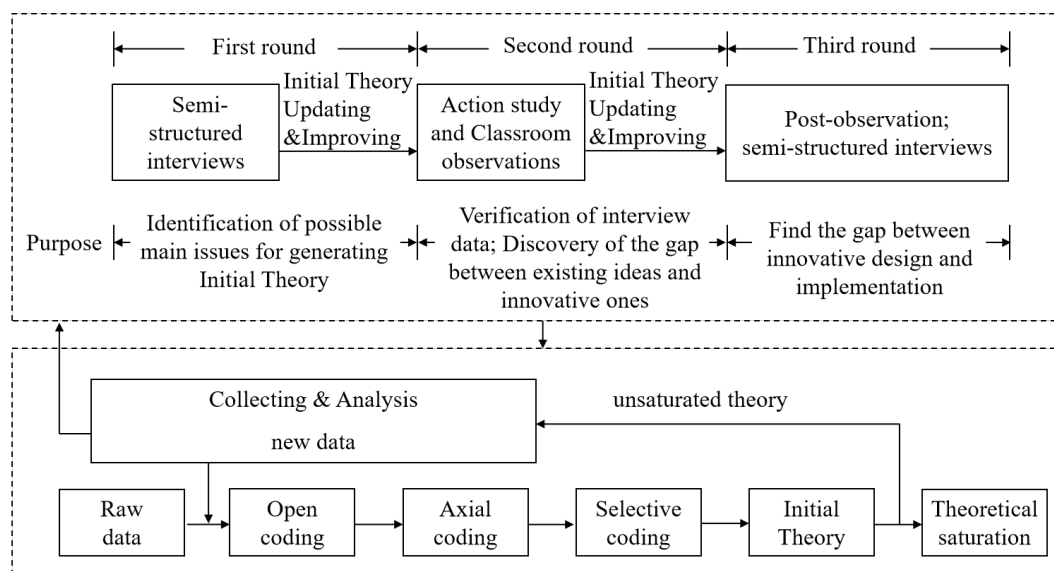 First round
Second round
Third round
Semi-
structured
interviews
Initial Theory
Updating
&Improving
Action study
and Classroom
observations
Initial Theory
Updating
&Improving
Post-observation;
semi-structured interviews
Purpose
Identification of possible
main issues for generating
Initial Theory
Verification of interview
data; Discovery of the gap
between existing ideas and
innovative ones
Find the gap between
innovative design and
implementation
Collecting & Analysis
new data
unsaturated theory
Raw
data
Open
coding
Axial
coding
Selective
coding
Initial
Theory
Theoretical
saturation